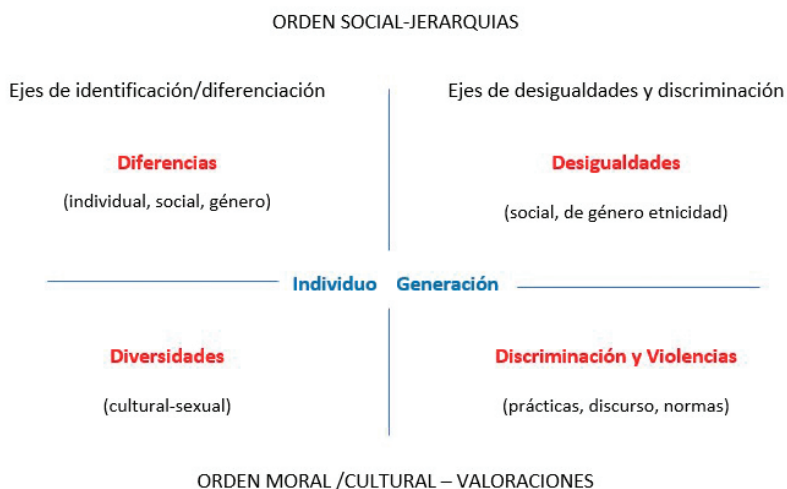 ORDEN SOCIAL-JERARQUIAS
Ejes de identificación/diferenciación
Ejes de desigualdades y discriminación
Diferencias
Desigualdades
(individual, social, género)
(social, de género etnicidad)
Individuo Generación
Diversidades
Discriminación y Violencias
(cultural-sexual)
(prácticas, discurso, normas)
ORDEN MORAL /CULTURAL – VALORACIONES